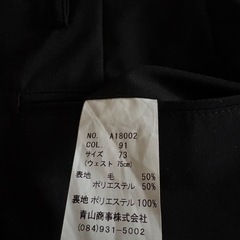 NO. A18002
COL. 91
サイズ 73
(ウェスト 75cm)
表地 毛 50%
ポリエステル 50%
裏地 ポリエステル 100%
青山商事株式会社
(084)931-5002